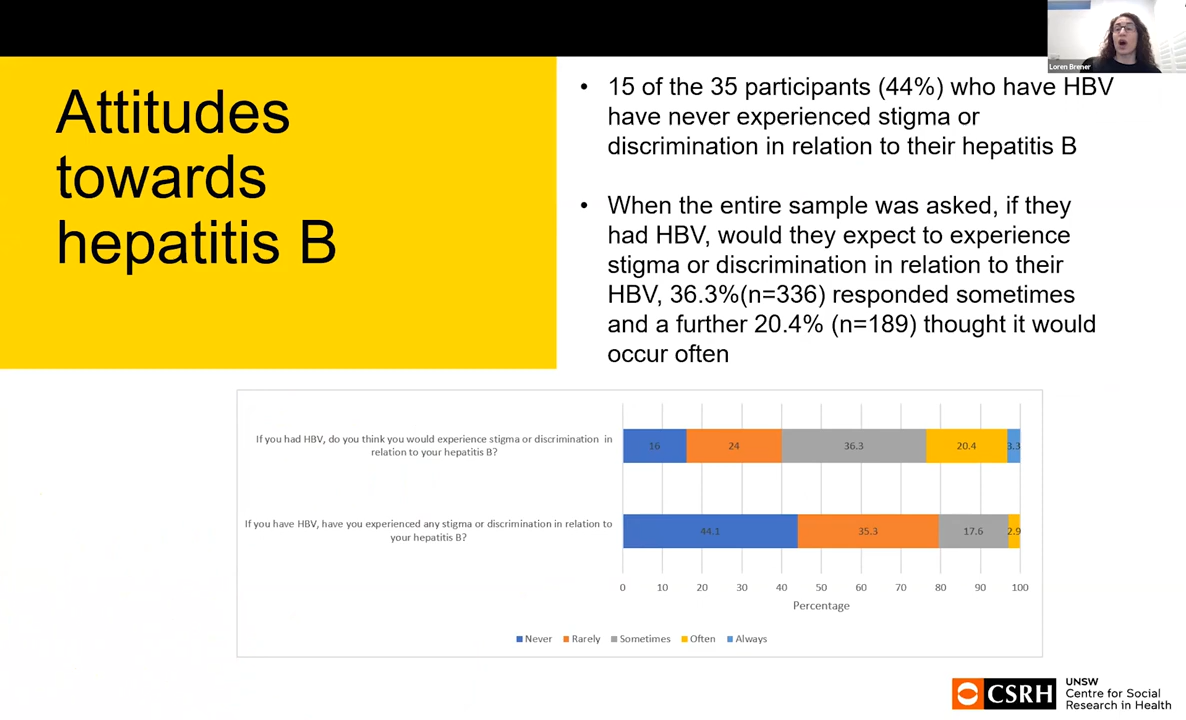 Loren Brener
Attitudes
towards
hepatitis B
• 15 of the 35 participants (44%) who have HBV
have never experienced stigma or
discrimination in relation to their hepatitis B
• When the entire sample was asked, if they
had HBV, would they expect to experience
stigma or discrimination in relation to their
HBV, 36.3%(n=336) responded sometimes
and a further 20.4% (n=189) thought it would
occur often
If you had HBV, do you think you would experience stigma or discrimination in
relation to your hepatitis B?
16 24 36.3 20.4 3.3
If you have HBV, have you experienced any stigma or discrimination in relation to
your hepatitis B?
44.1 35.3 17.6 2.9
0 10 20 30 40 50 60 70 80 90 100
Percentage
Never Rarely Sometimes Often Always
CSRH
UNSW
Centre for Social
Research in Health